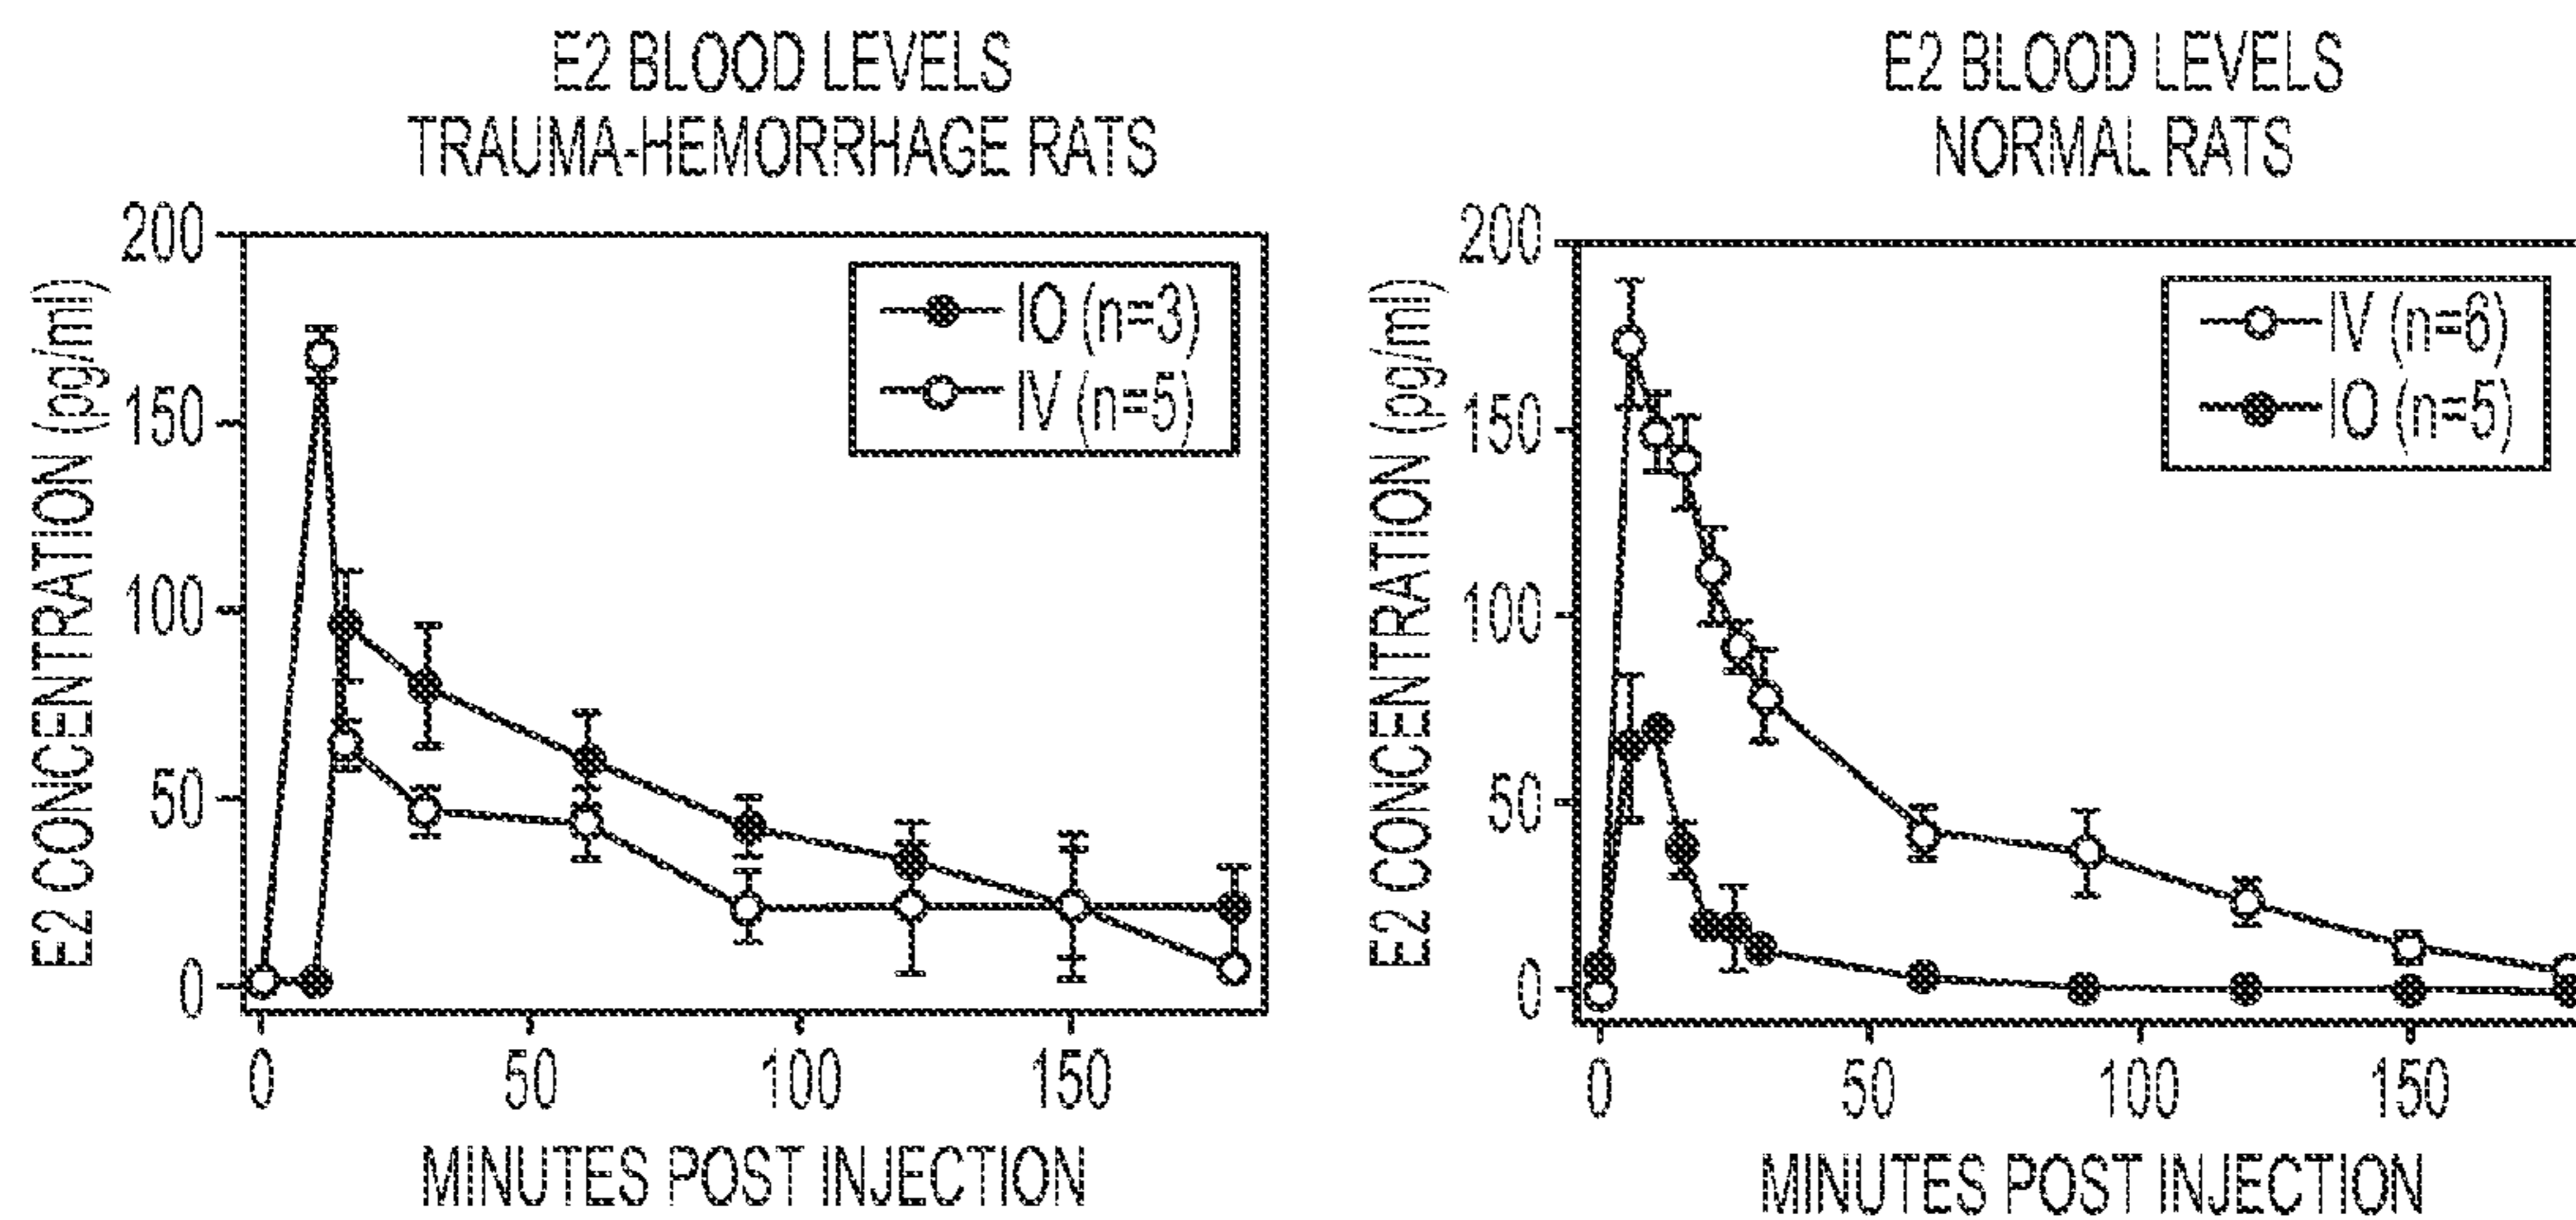 E2 BLOOD LEVELS
TRAUMA-HEMORRHAGE RATS
E2 CONCENTRATION (pg/ml)
200
150
100
50
0
IO (n=3)
IV (n=5)
0 50 100 150
MINUTES POST INJECTION
E2 BLOOD LEVELS
NORMAL RATS
E2 CONCENTRATION (pg/ml)
200
150
100
50
0
IV (n=6)
IO (n=5)
0 50 100 150
MINUTES POST INJECTION